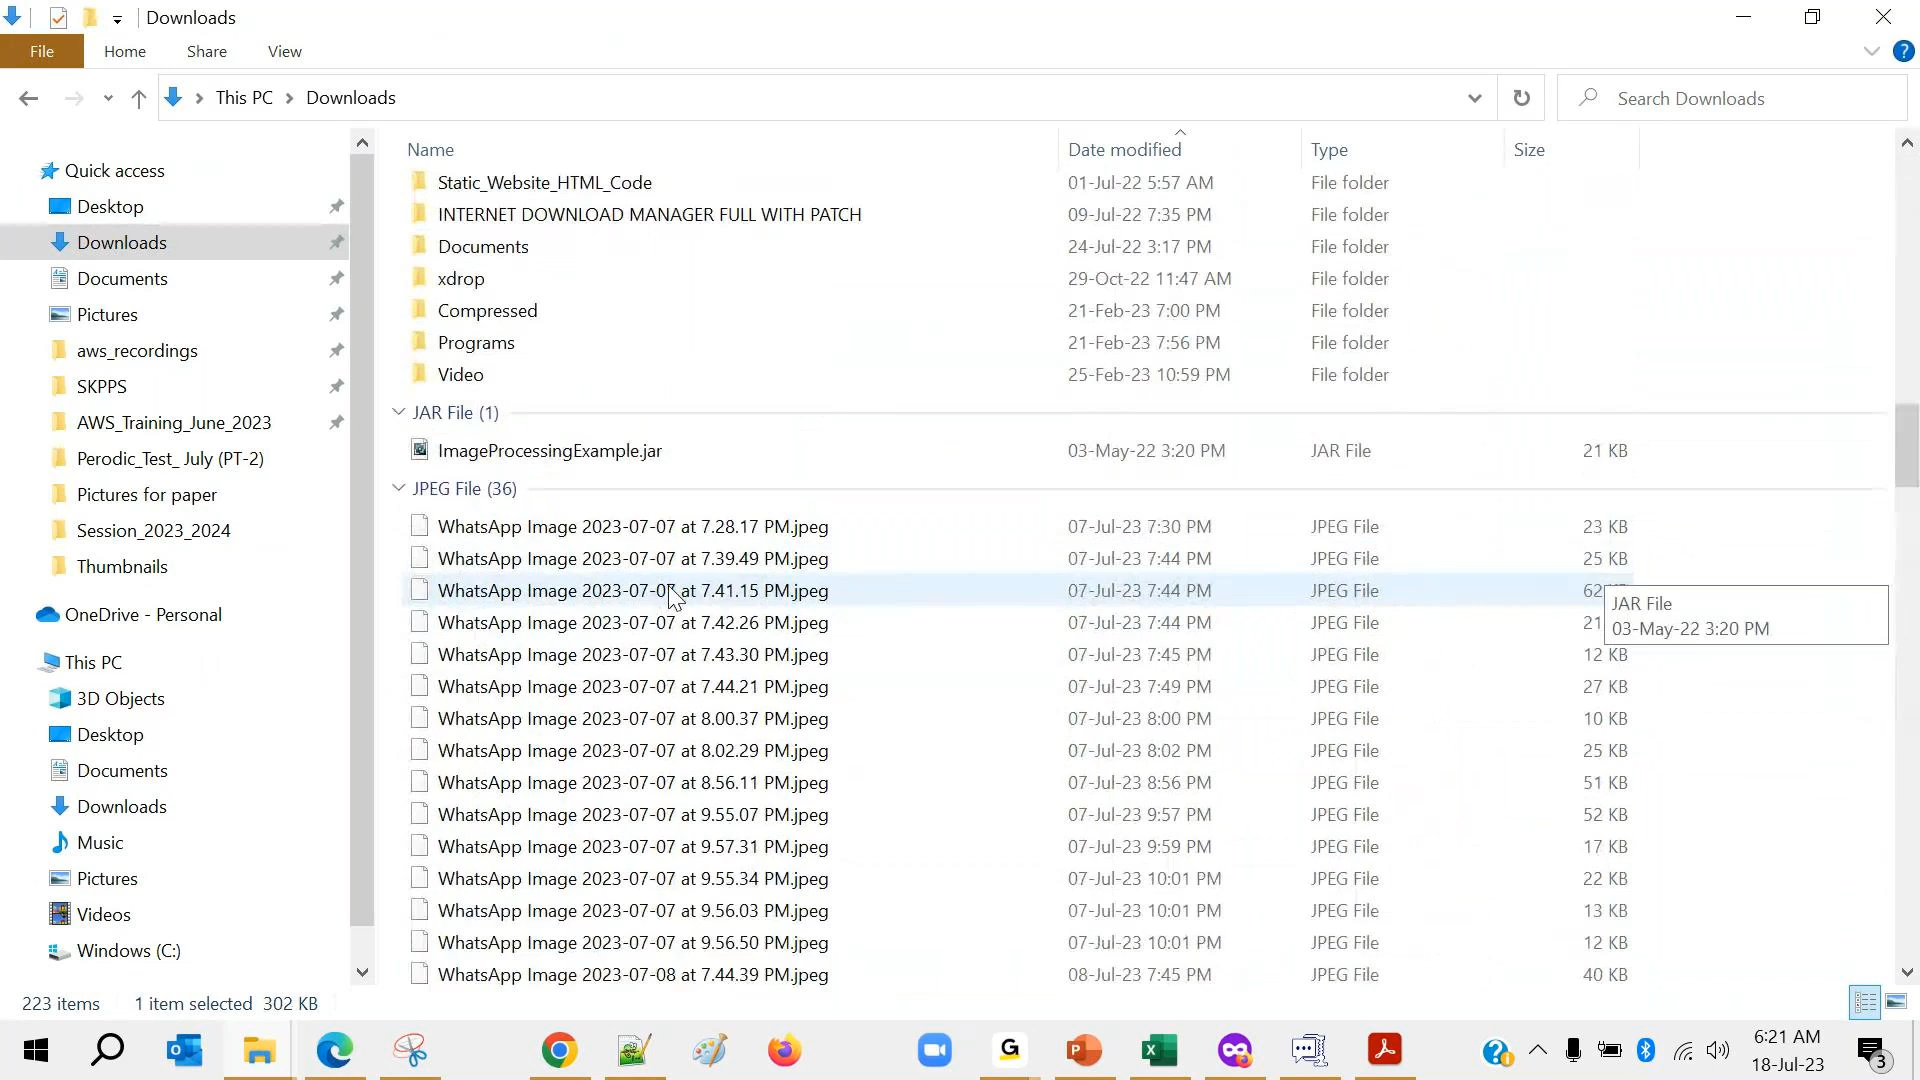 Downloads
File Home Share View
This PC Downloads
Search Downloads
Quick access
Desktop
Downloads
Documents
Pictures
aws_recordings
SKPPS
AWS_Training_June_2023
Perodic_Test_ July (PT-2)
Pictures for paper
Session_2023_2024
Thumbnails
OneDrive - Personal
This PC
3D Objects
Desktop
Documents
Downloads
Music
Pictures
Videos
Windows (C:)
Name Date modified Type Size
Static_Website_HTML_Code 01-Jul-22 5:57 AM File folder
INTERNET DOWNLOAD MANAGER FULL WITH PATCH 09-Jul-22 7:35 PM File folder
Documents 24-Jul-22 3:17 PM File folder
xdrop 29-Oct-22 11:47 AM File folder
Compressed 21-Feb-23 7:00 PM File folder
Programs 21-Feb-23 7:56 PM File folder
Video 25-Feb-23 10:59 PM File folder
JAR File (1)
ImageProcessingExample.jar 03-May-22 3:20 PM JAR File 21 KB
JPEG File (36)
WhatsApp Image 2023-07-07 at 7.28.17 PM.jpeg 07-Jul-23 7:30 PM JPEG File 23 KB
WhatsApp Image 2023-07-07 at 7.39.49 PM.jpeg 07-Jul-23 7:44 PM JPEG File 25 KB
WhatsApp Image 2023-07-07 at 7.41.15 PM.jpeg 07-Jul-23 7:44 PM JPEG File 62
WhatsApp Image 2023-07-07 at 7.42.26 PM.jpeg 07-Jul-23 7:44 PM JPEG File 21
WhatsApp Image 2023-07-07 at 7.43.30 PM.jpeg 07-Jul-23 7:45 PM JPEG File 12 KB
WhatsApp Image 2023-07-07 at 7.44.21 PM.jpeg 07-Jul-23 7:49 PM JPEG File 27 KB
WhatsApp Image 2023-07-07 at 8.00.37 PM.jpeg 07-Jul-23 8:00 PM JPEG File 10 KB
WhatsApp Image 2023-07-07 at 8.02.29 PM.jpeg 07-Jul-23 8:02 PM JPEG File 25 KB
WhatsApp Image 2023-07-07 at 8.56.11 PM.jpeg 07-Jul-23 8:56 PM JPEG File 51 KB
WhatsApp Image 2023-07-07 at 9.55.07 PM.jpeg 07-Jul-23 9:57 PM JPEG File 52 KB
WhatsApp Image 2023-07-07 at 9.57.31 PM.jpeg 07-Jul-23 9:59 PM JPEG File 17 KB
WhatsApp Image 2023-07-07 at 9.55.34 PM.jpeg 07-Jul-23 10:01 PM JPEG File 22 KB
WhatsApp Image 2023-07-07 at 9.56.03 PM.jpeg 07-Jul-23 10:01 PM JPEG File 13 KB
WhatsApp Image 2023-07-07 at 9.56.50 PM.jpeg 07-Jul-23 10:01 PM JPEG File 12 KB
WhatsApp Image 2023-07-08 at 7.44.39 PM.jpeg 08-Jul-23 7:45 PM JPEG File 40 KB
JAR File
03-May-22 3:20 PM
223 items 1 item selected 302 KB
6:21 AM
18-Jul-23
3